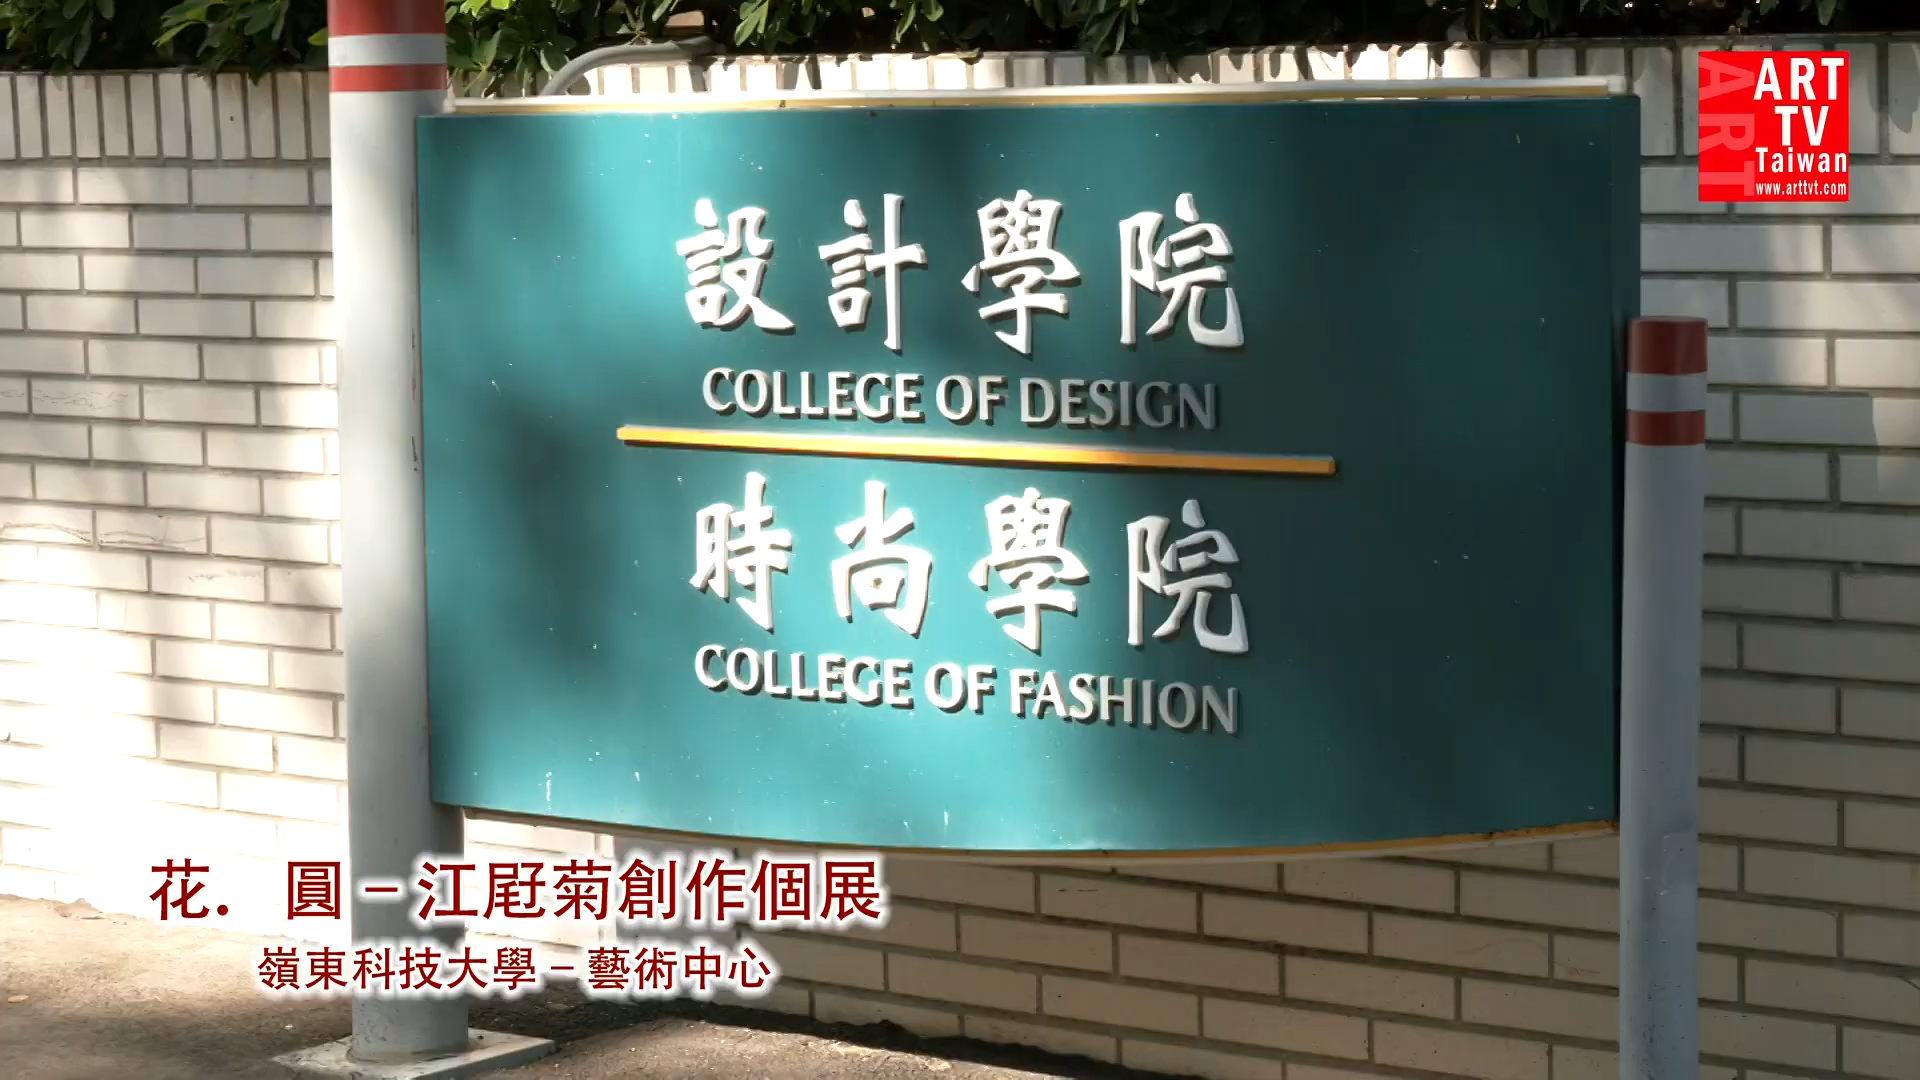 ART
ART
TV
Taiwan
www.arttvt.com
設計學院
COLLEGE OF DESIGN
時尚學院
COLLEGE OF FASHION
花．圓－江尾菊創作個展
嶺東科技大學－藝術中心